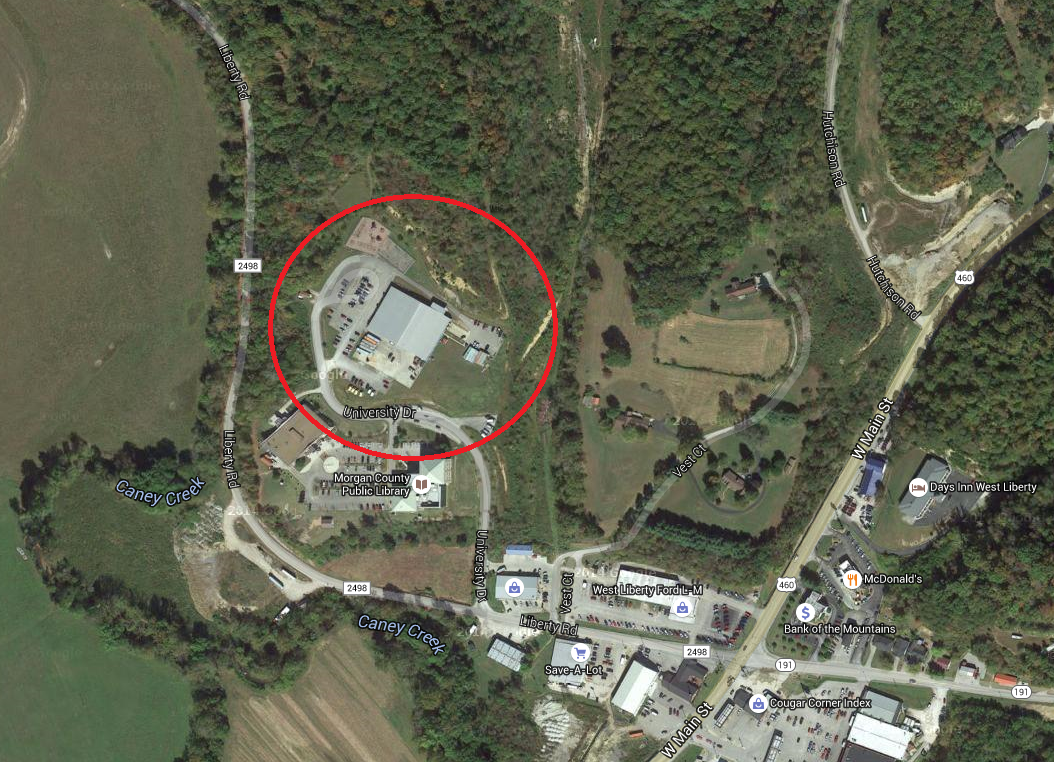 Liberty Rd
Hutchison Rd
2498
Hutchison Rd
460
University Dr
W Main St
Liberty Rd
Vest Ct
Caney Creek
Morgan County
Public Library
Days Inn West Liberty
University Dr
McDonald's
460
2498
Vest Ct
West Liberty Ford L-M
Bank of the Mountains
Caney Creek
Liberty Rd
2498
191
Save-A-Lot
191
Cougar Corner Index
W Main St